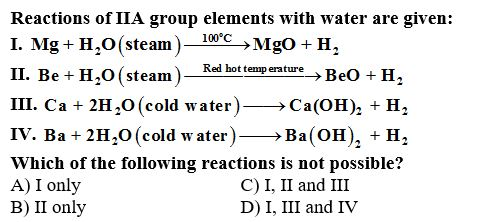 Reactions of IIA group elements with water are given:
I. Mg + H₂O(steam) —100°C→ MgO + H₂
II. Be + H₂O(steam) —Red hot temperature→ BeO + H₂
III. Ca + 2H₂O(cold water) ⟶ Ca(OH)₂ + H₂
IV. Ba + 2H₂O(cold water) ⟶ Ba(OH)₂ + H₂
Which of the following reactions is not possible?
A) I only C) I, II and III
B) II only D) I, III and IV